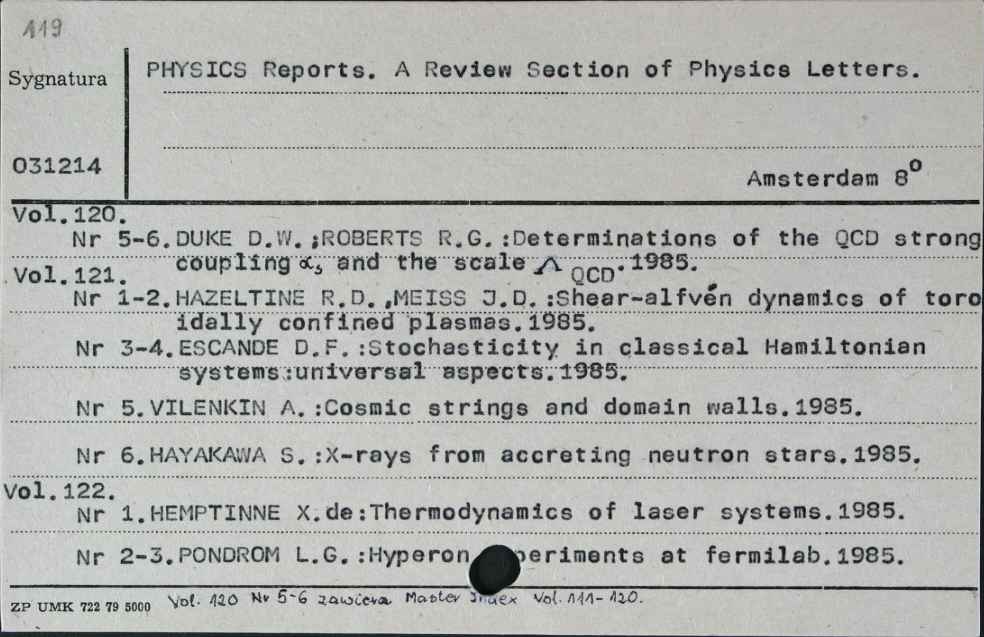 119
Sygnatura
PHYSICS Reports. A Review Section of Physics Letters.
031214
Amsterdam 8°
Vol.120.
Nr 5-6.DUKE D.W.;ROBERTS R.G.:Determinations of the QCD strong
coupling αs and the scale Λ QCD.1985.
Vol.121.
Nr 1-2.HAZELTINE R.D.,MEISS J.D.:Shear-alfvén dynamics of toro
idally confined plasmas.1985.
Nr 3-4.ESCANDE D.F.:Stochasticity in classical Hamiltonian
systems:universal aspects.1985.
Nr 5.VILENKIN A.:Cosmic strings and domain walls.1985.
Nr 6.HAYAKAWA S.:X-rays from accreting neutron stars.1985.
Vol.122.
Nr 1.HEMPTINNE X.de:Thermodynamics of laser systems.1985.
Nr 2-3.PONDROM L.G.:Hyperon periments at fermilab.1985.
ZP UMK 722 79 5000
Vol. 120 Nr 5-6 zawiera Master Index Vol. 111-120.